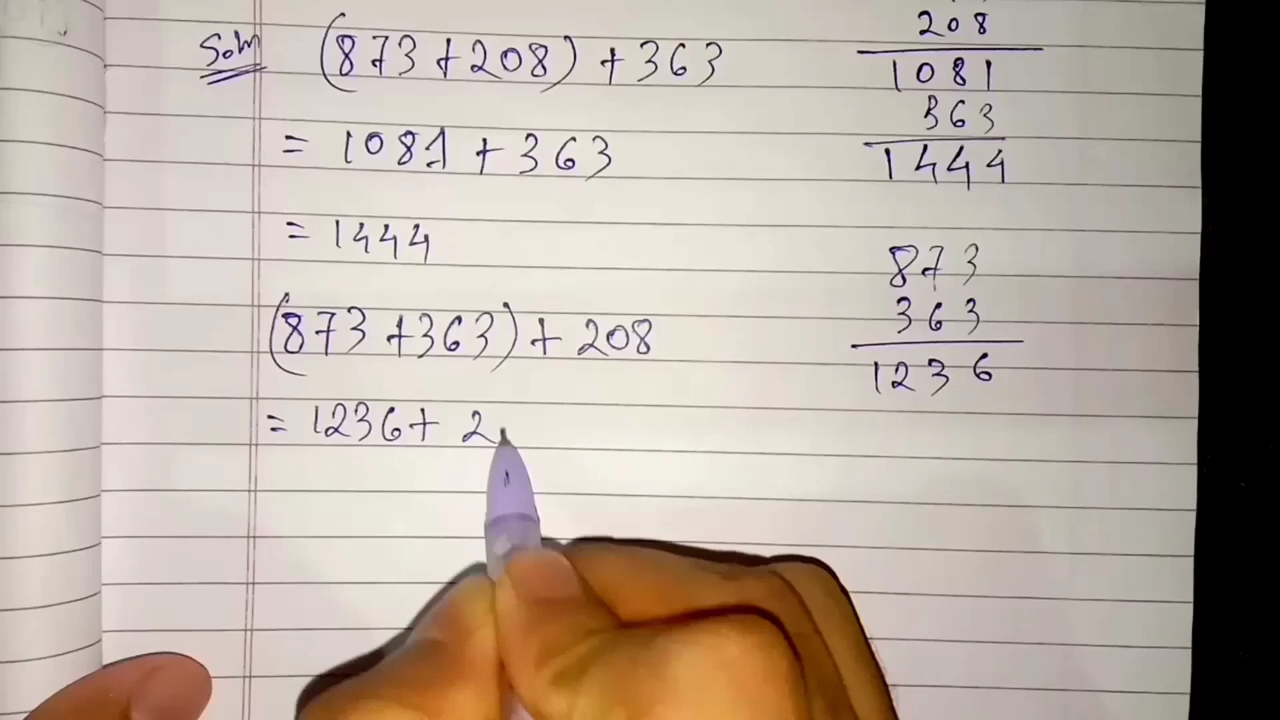 Soln (873 + 208) + 363
= 1081 + 363
= 1444
(873 + 363) + 208
= 1236 + 2
208
1081
363
1444
873
363
1236